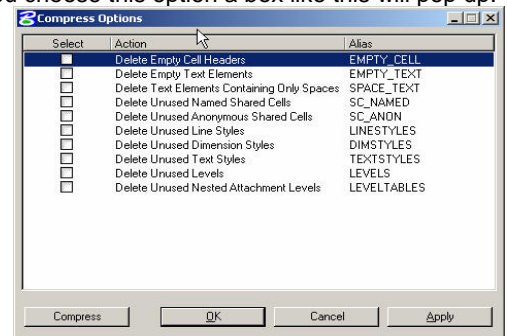 u choose this option a box like this will pop up.
Compress Options
Select Action Alias
Delete Empty Cell Headers EMPTY_CELL
Delete Empty Text Elements EMPTY_TEXT
Delete Text Elements Containing Only Spaces SPACE_TEXT
Delete Unused Named Shared Cells SC_NAMED
Delete Unused Anonymous Shared Cells SC_ANON
Delete Unused Line Styles LINESTYLES
Delete Unused Dimension Styles DIMSTYLES
Delete Unused Text Styles TEXTSTYLES
Delete Unused Levels LEVELS
Delete Unused Nested Attachment Levels LEVELTABLES
Compress OK Cancel Apply